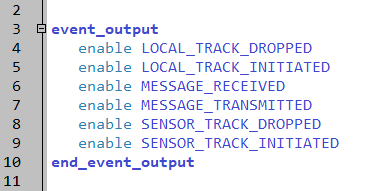 2
3 event_output
4 enable LOCAL_TRACK_DROPPED
5 enable LOCAL_TRACK_INITIATED
6 enable MESSAGE_RECEIVED
7 enable MESSAGE_TRANSMITTED
8 enable SENSOR_TRACK_DROPPED
9 enable SENSOR_TRACK_INITIATED
10 end_event_output
11